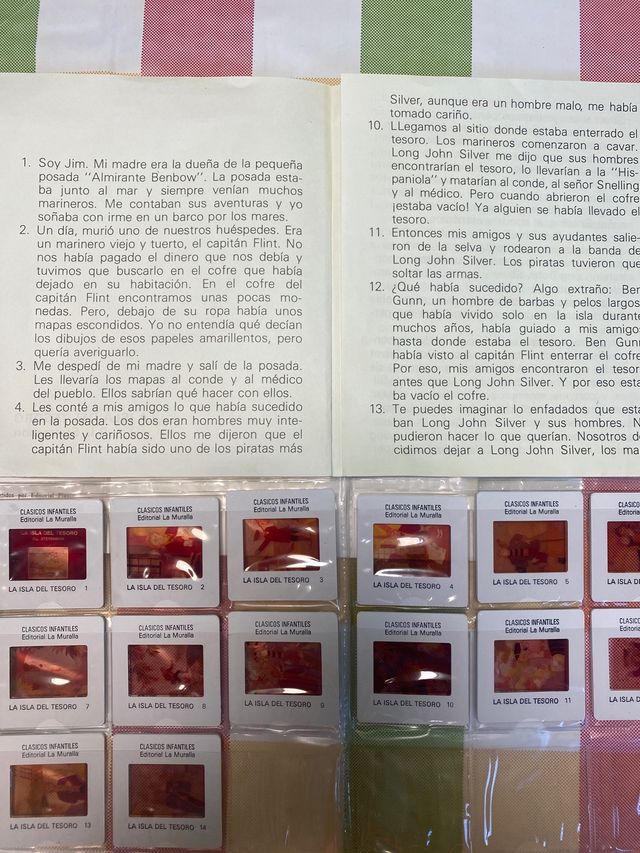 1. Soy Jim. Mi madre era la dueña de la pequeña
posada "Almirante Benbow". La posada esta-
ba junto al mar y siempre venían muchos
marineros. Me contaban sus aventuras y yo
soñaba con irme en un barco por los mares.
2. Un día, murió uno de nuestros huéspedes. Era
un marinero viejo y tuerto, el capitán Flint. No
nos había pagado el dinero que nos debía y
tuvimos que buscarlo en el cofre que había
dejado en su habitación. En el cofre del
capitán Flint encontramos unas pocas mo-
nedas. Pero, debajo de su ropa había unos
mapas escondidos. Yo no entendía qué decían
los dibujos de esos papeles amarillentos, pero
quería averiguarlo.
3. Me despedí de mi madre y salí de la posada.
Les llevaría los mapas al conde y al médico
del pueblo. Ellos sabrían qué hacer con ellos.
4. Les conté a mis amigos lo que había sucedido
en la posada. Los dos eran hombres muy inte-
ligentes y cariñosos. Ellos me dijeron que el
capitán Flint había sido uno de los piratas más
Silver, aunque era un hombre malo, me había
tomado cariño.
10. LLegamos al sitio donde estaba enterrado el
tesoro. Los marineros comenzaron a cavar.
Long John Silver me dijo que sus hombres
encontrarían el tesoro, lo llevarían a la "His-
paniola" y matarían al conde, al señor Snelling
y al médico. Pero cuando abrieron el cofre
¡estaba vacío! Ya alguien se había llevado el
tesoro.
11. Entonces mis amigos y sus ayudantes salie-
ron de la selva y rodearon a la banda de
Long John Silver. Los piratas tuvieron que
soltar las armas.
12. ¿Qué había sucedido? Algo extraño: Ben
Gunn, un hombre de barbas y pelos largos
que había vivido solo en la isla durante
muchos años, había guiado a mis amigos
hasta donde estaba el tesoro. Ben Gunn
había visto al capitán Flint enterrar el cofre
Por eso, mis amigos encontraron el tesor
antes que Long John Silver. Y por eso esta
ba vacío el cofre.
13. Te puedes imaginar lo enfadados que esta
ban Long John Silver y sus hombres. N
pudieron hacer lo que querían. Nosotros de
cidimos dejar a Long John Silver, los ma
CLASICOS INFANTILES
Editorial La Muralla
LA ISLA DEL TESORO
LA ISLA DEL TESORO 1
CLASICOS INFANTILES
Editorial La Muralla
LA ISLA DEL TESORO 2
CLASICOS INFANTILES
Editorial La Muralla
LA ISLA DEL TESORO 3
CLASICOS INFANTILES
Editorial La Muralla
LA ISLA DEL TESORO 4
CLASICOS INFANTILES
Editorial La Muralla
LA ISLA DEL TESORO 5
CLASICOS
Editorial
LA ISLA DEL
CLASICOS INFANTILES
Editorial La Muralla
LA ISLA DEL TESORO 7
CLASICOS INFANTILES
Editorial La Muralla
LA ISLA DEL TESORO 8
CLASICOS INFANTILES
Editorial La Muralla
LA ISLA DEL TESORO 9
CLASICOS INFANTILES
Editorial La Muralla
LA ISLA DEL TESORO 10
CLASICOS INFANTILES
Editorial La Muralla
LA ISLA DEL TESORO 11
CLASICOS
Editorial
LA ISLA DEL
CLASICOS INFANTILES
Editorial La Muralla
LA ISLA DEL TESORO 13
CLASICOS INFANTILES
Editorial La Muralla
LA ISLA DEL TESORO 14